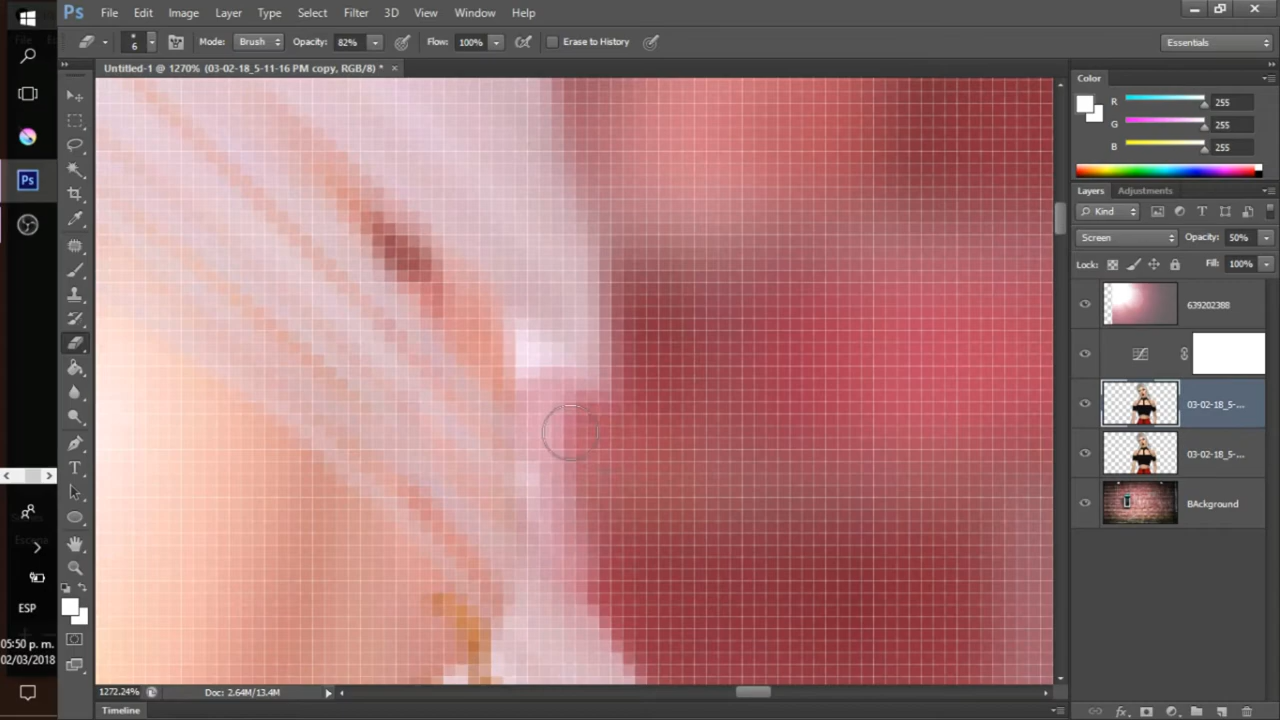 Ps File Edit Image Layer Type Select Filter 3D View Window Help
6 Mode: Brush Opacity: 82% Flow: 100% Erase to History Essentials
Untitled-1 @ 1270% (03-02-18_5-11-16 PM copy, RGB/8) * ×
Color
R 255
G 255
B 255
Layers Adjustments
Kind T
Screen Opacity: 50%
Lock: Fill: 100%
639202388
03-02-18_5-...
03-02-18_5-...
BAckground
Ps
T
ESP
05:50 p. m.
02/03/2018
1272.24% Doc: 2.64M/13.4M
Timeline
fx